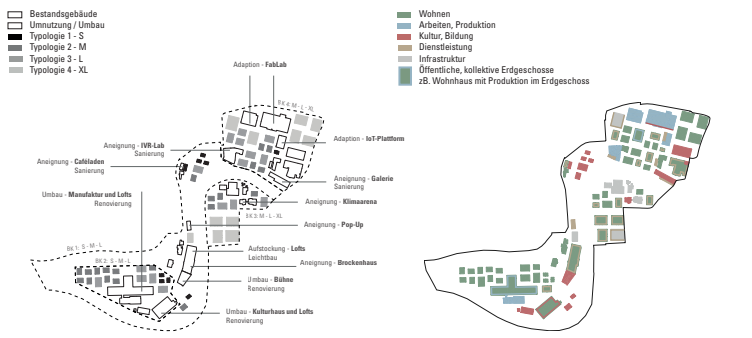 Bestandsgebäude
Umnutzung / Umbau
Typologie 1 - S
Typologie 2 - M
Typologie 3 - L
Typologie 4 - XL
Adaption - FabLab
BK 4: M - L - XL
Aneignung - IVR-Lab
Sanierung
Adaption - IoT-Plattform
Aneignung - Caféladen
Sanierung
Aneignung - Galerie
Sanierung
Umbau - Manufaktur und Lofts
Renovierung
Aneignung - Klimaarena
BK 3: M - L - XL
Aneignung - Pop-Up
BK 1: S - M - L
Aufstockung - Lofts
Leichtbau
BK 2: S - M - L
Aneignung - Brockenhaus
Umbau - Bühne
Renovierung
Umbau - Kulturhaus und Lofts
Renovierung
Wohnen
Arbeiten, Produktion
Kultur, Bildung
Dienstleistung
Infrastruktur
Öffentliche, kollektive Erdgeschosse
zB. Wohnhaus mit Produktion im Erdgeschoss